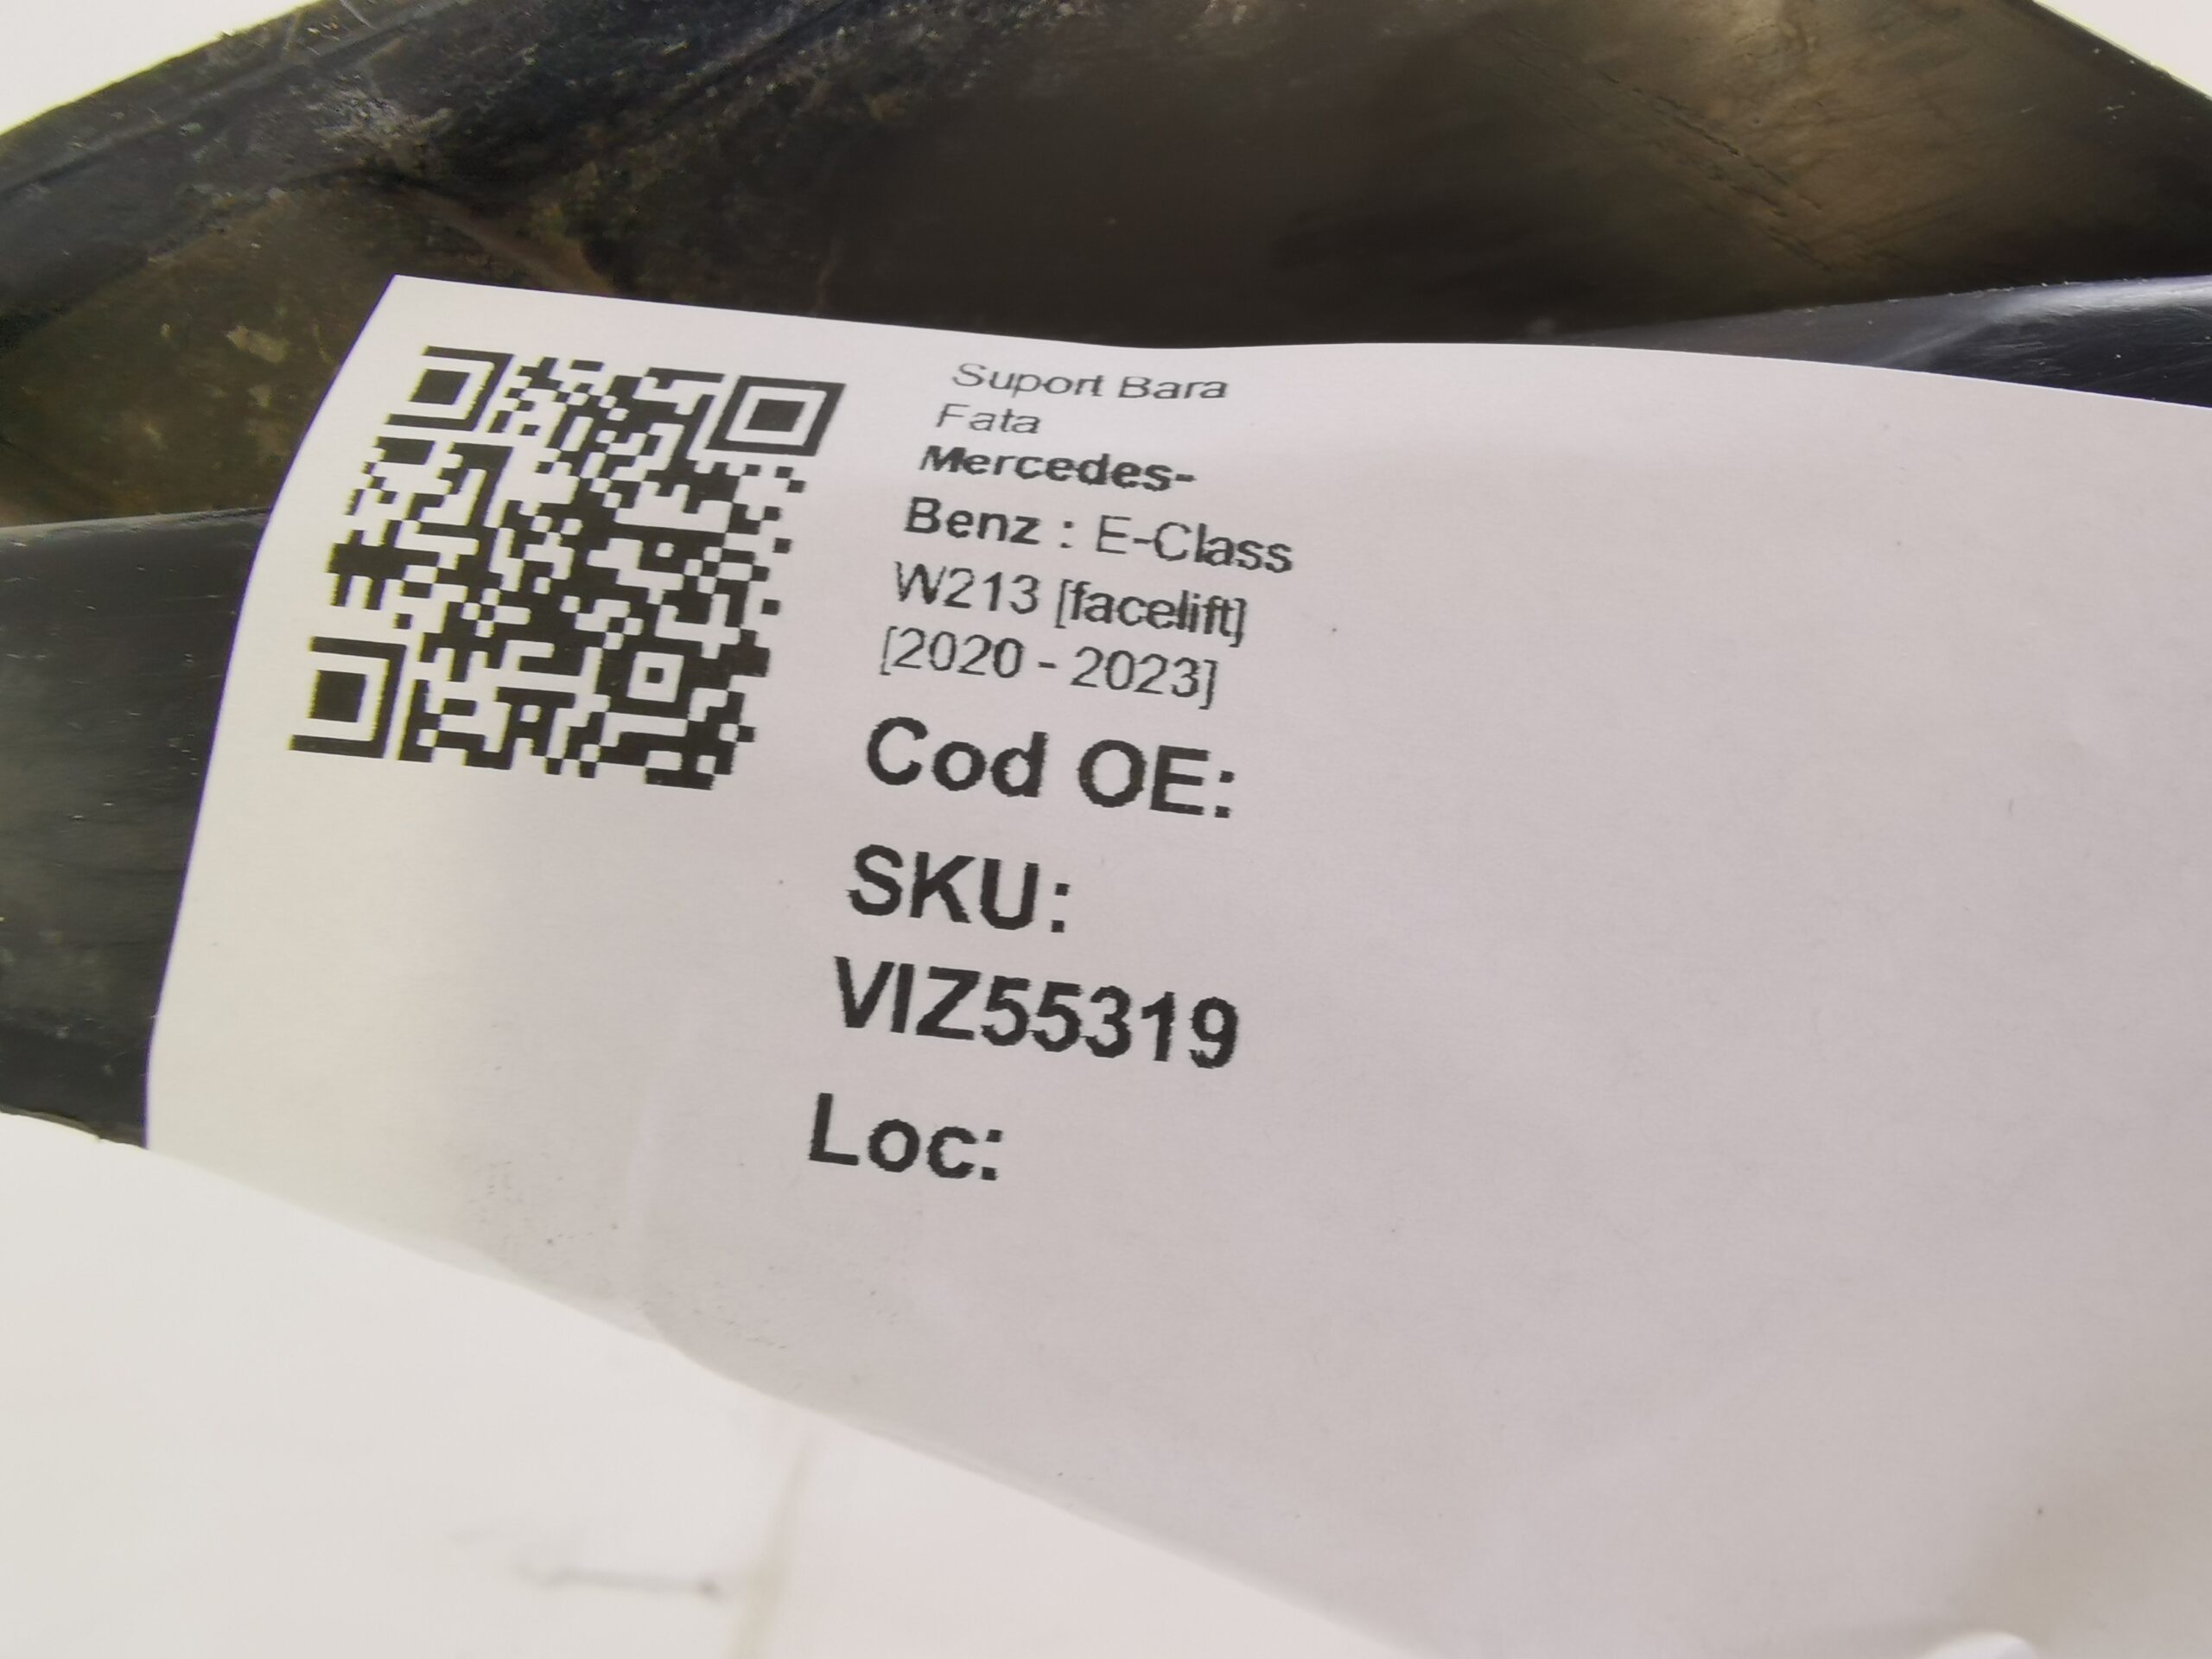 Suport Bara
Fata
Mercedes-
Benz : E-Class
W213 [facelift]
[2020 - 2023]
Cod OE:
SKU:
VIZ55319
Loc: